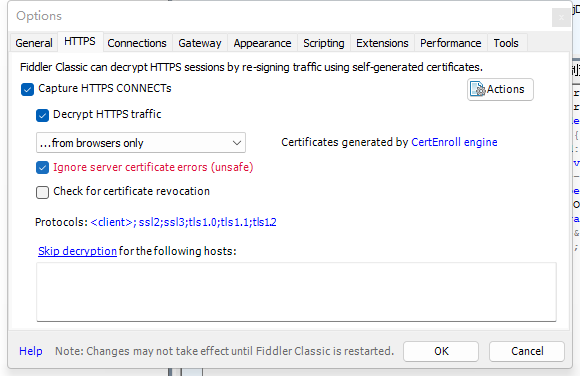 Options
General HTTPS Connections Gateway Appearance Scripting Extensions Performance Tools
Fiddler Classic can decrypt HTTPS sessions by re-signing traffic using self-generated certificates.
Capture HTTPS CONNECTs
Actions
Decrypt HTTPS traffic
...from browsers only
Certificates generated by CertEnroll engine
Ignore server certificate errors (unsafe)
Check for certificate revocation
Protocols: <client>; ssl2;ssl3;tls1.0;tls1.1;tls1.2
Skip decryption for the following hosts:
Help
Note: Changes may not take effect until Fiddler Classic is restarted.
OK
Cancel